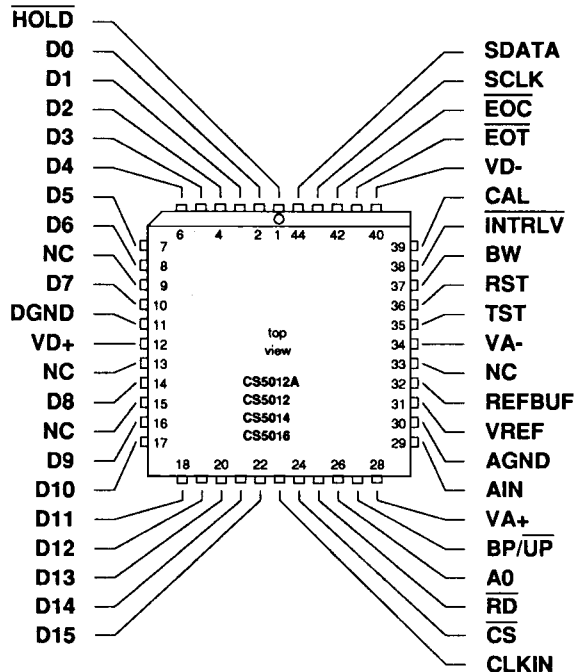 HOLD
D0
D1
D2
D3
D4
D5
D6
NC
D7
DGND
VD+
NC
D8
NC
D9
D10
D11
D12
D13
D14
D15
SDATA
SCLK
EOC
EOT
VD-
CAL
INTRLV
BW
RST
TST
VA-
NC
REFBUF
VREF
AGND
AIN
VA+
BP/UP
A0
RD
CS
CLKIN
6 4 2 1 44 42 40
7
8
9
10
11
12
13
14
15
16
17
39
38
37
36
35
34
33
32
31
30
29
top
view
CS5012A
CS5012
CS5014
CS5016
18 20 22 24 26 28